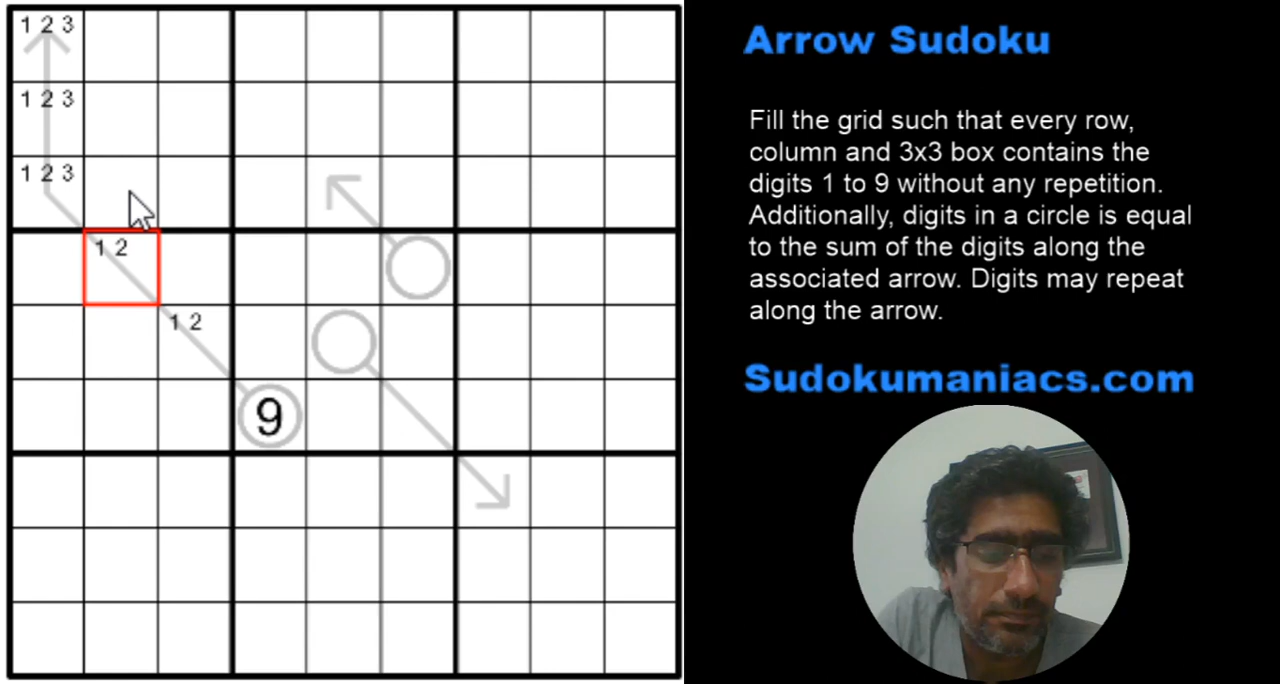 1 2 3
Arrow Sudoku
1 2 3
Fill the grid such that every row,
column and 3x3 box contains the
1 2 3
digits 1 to 9 without any repetition.
Additionally, digits in a circle is equal
1 2
to the sum of the digits along the
associated arrow. Digits may repeat
along the arrow.
1 2
Sudokumaniacs.com
9